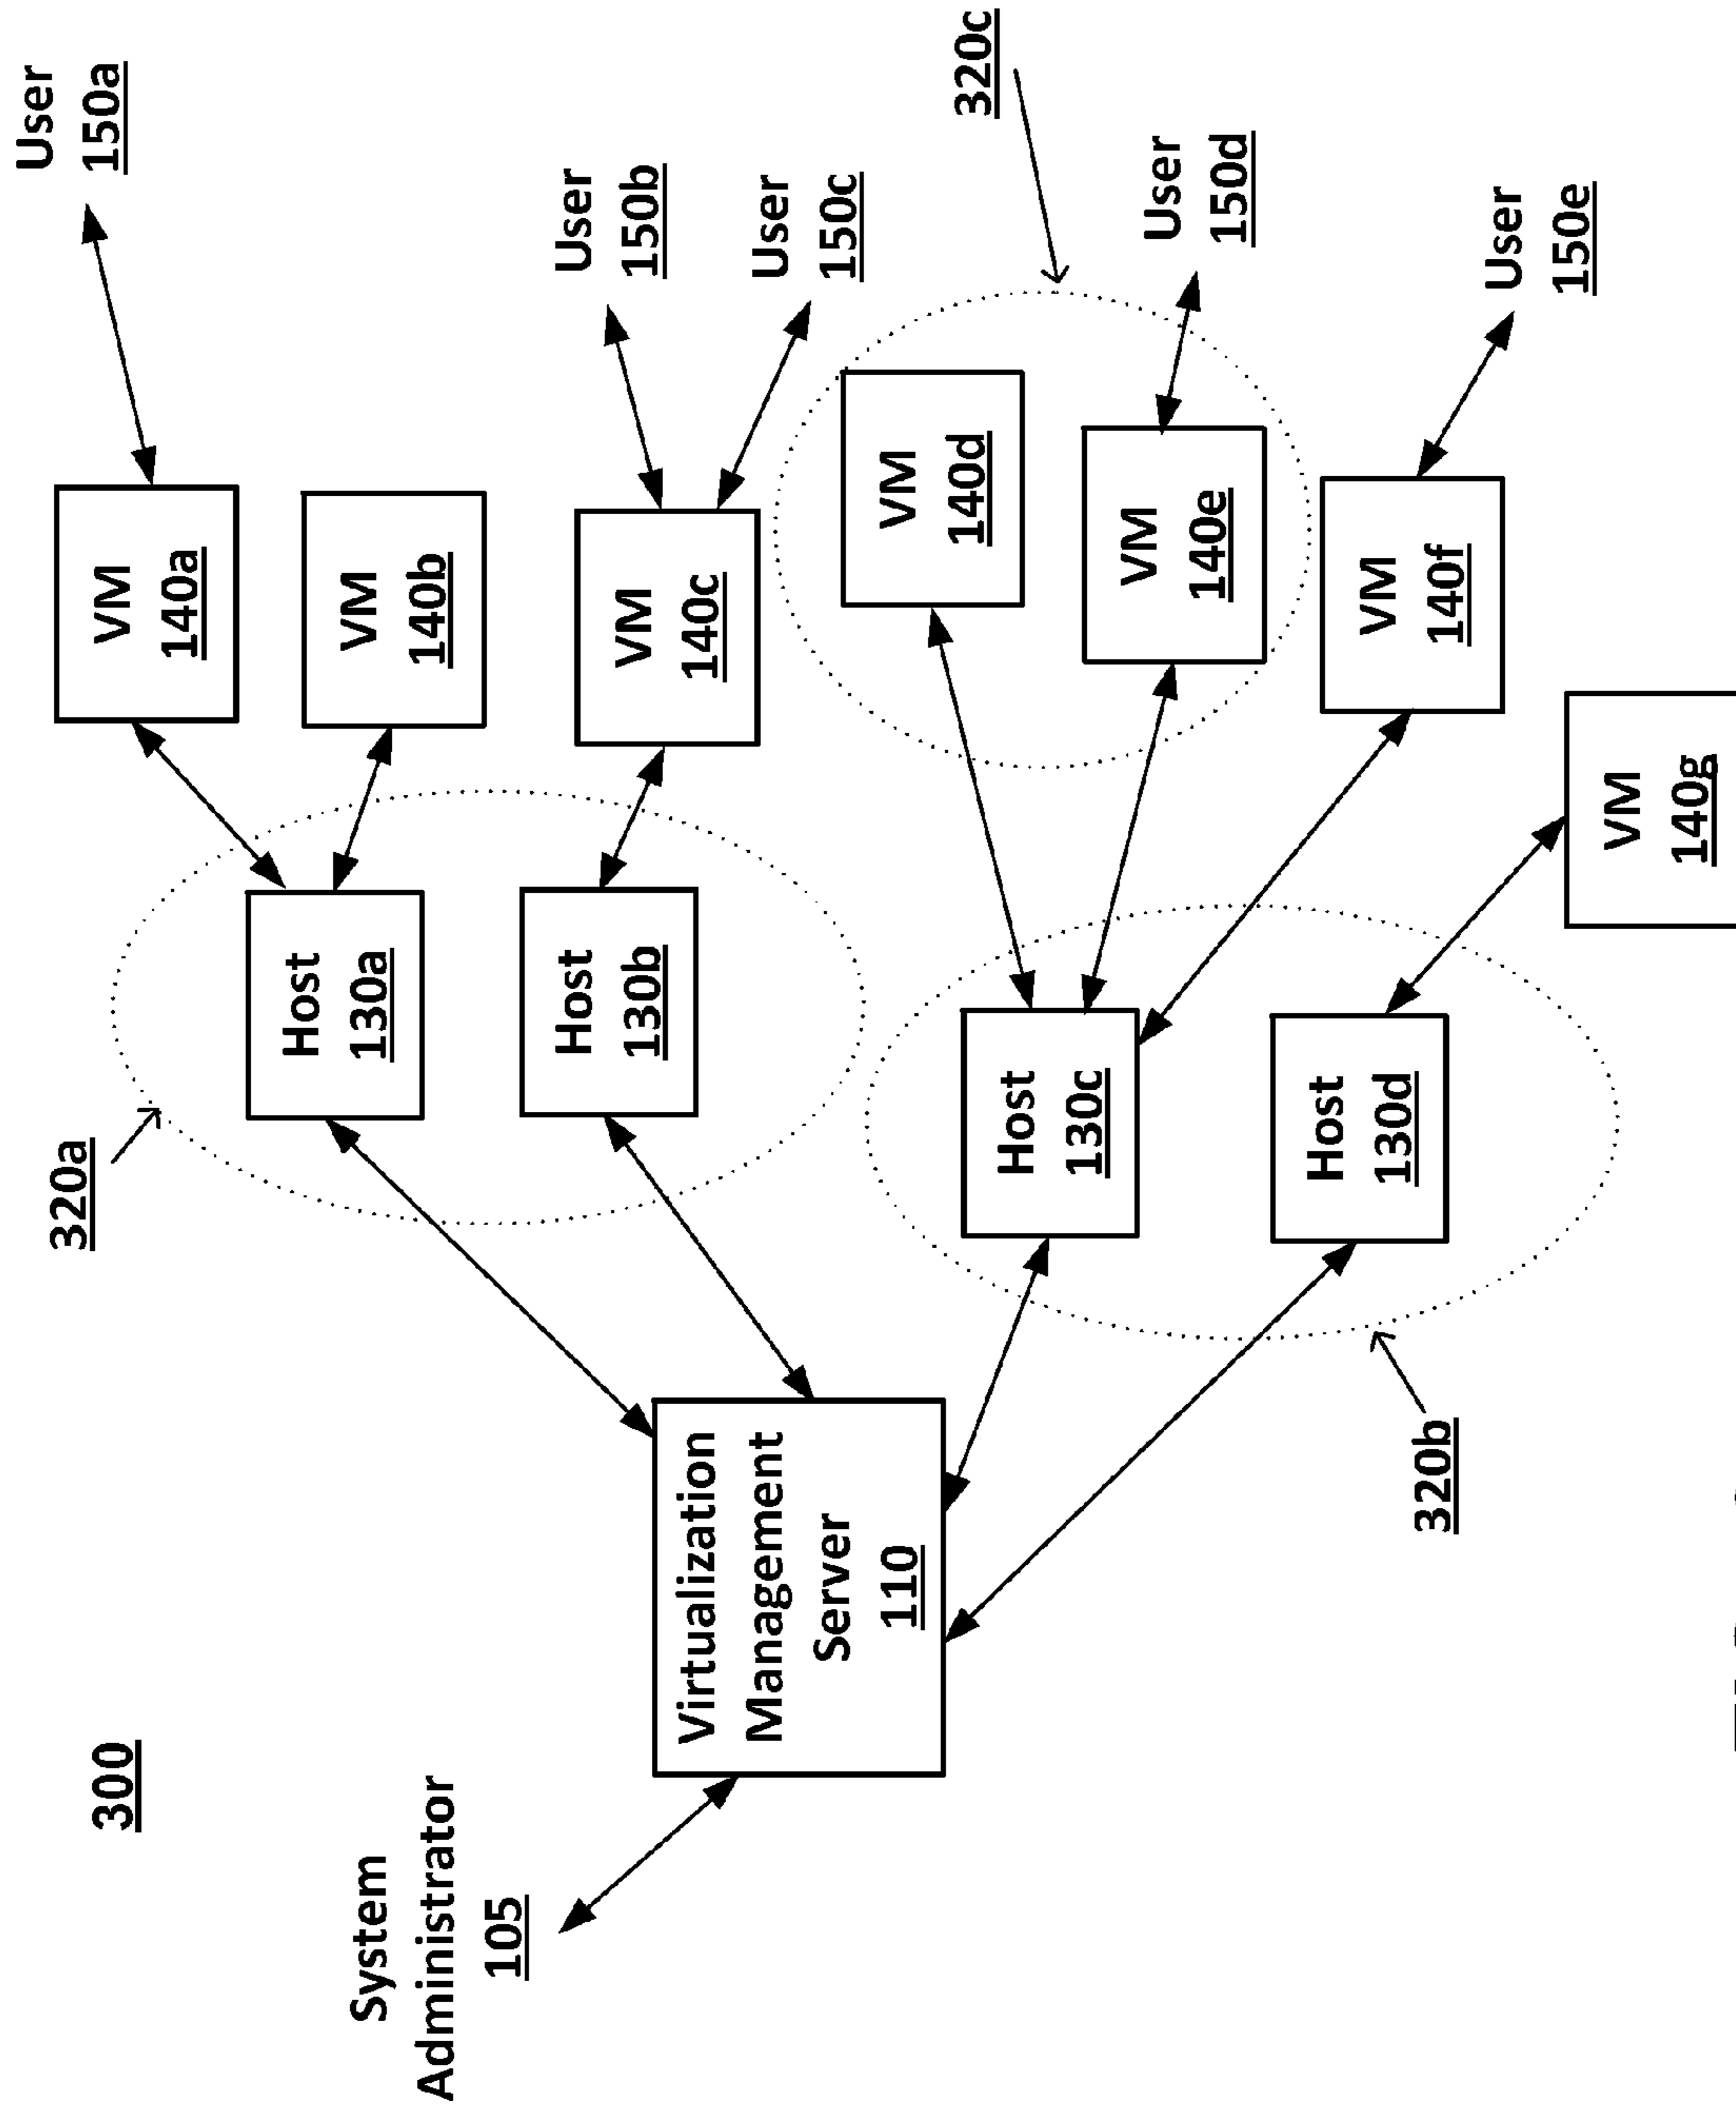 300
System
Administrator
105
Virtualization
Management
Server
110
320a
Host
130a
Host
130b
320b
Host
130c
Host
130d
VM
140a
VM
140b
VM
140c
320c
VM
140d
VM
140e
VM
140f
VM
140g
User
150a
User
150b
User
150c
User
150d
User
150e